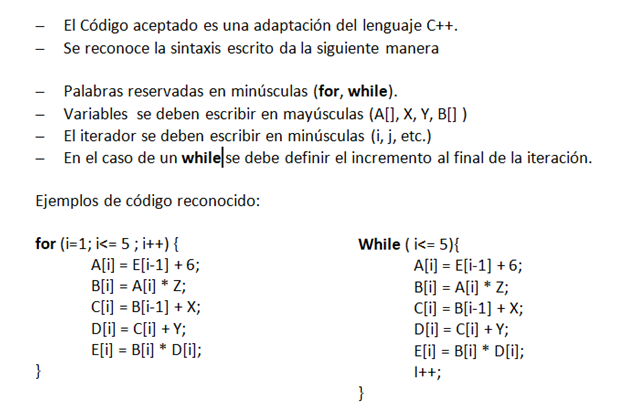 – El Código aceptado es una adaptación del lenguaje C++.
– Se reconoce la sintaxis escrito da la siguiente manera
– Palabras reservadas en minúsculas (for, while).
– Variables se deben escribir en mayúsculas (A[], X, Y, B[] )
– El iterador se deben escribir en minúsculas (i, j, etc.)
– En el caso de un while se debe definir el incremento al final de la iteración.
Ejemplos de código reconocido:
for (i=1; i<= 5 ; i++) {
A[i] = E[i-1] + 6;
B[i] = A[i] * Z;
C[i] = B[i-1] + X;
D[i] = C[i] + Y;
E[i] = B[i] * D[i];
}
While ( i<= 5){
A[i] = E[i-1] + 6;
B[i] = A[i] * Z;
C[i] = B[i-1] + X;
D[i] = C[i] + Y;
E[i] = B[i] * D[i];
I++;
}